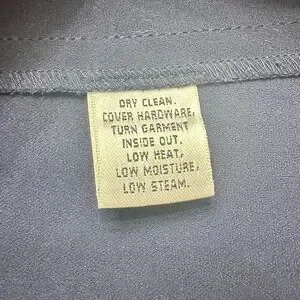 DRY CLEAN.
COVER HARDWARE,
TURN GARMENT
INSIDE OUT.
LOW HEAT,
LOW MOISTURE,
LOW STEAM.